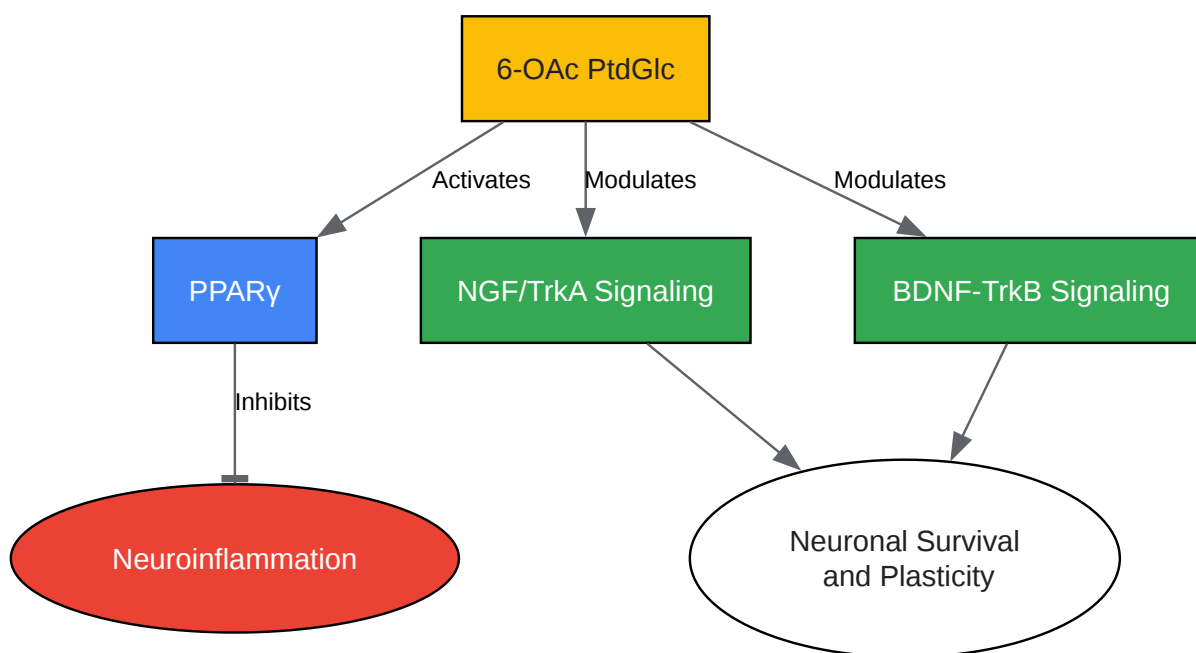 6-OAc PtdGlc
Activates
Modulates
Modulates
PPARγ
NGF/TrkA Signaling
BDNF-TrkB Signaling
Inhibits
Neuroinflammation
Neuronal Survival
and Plasticity